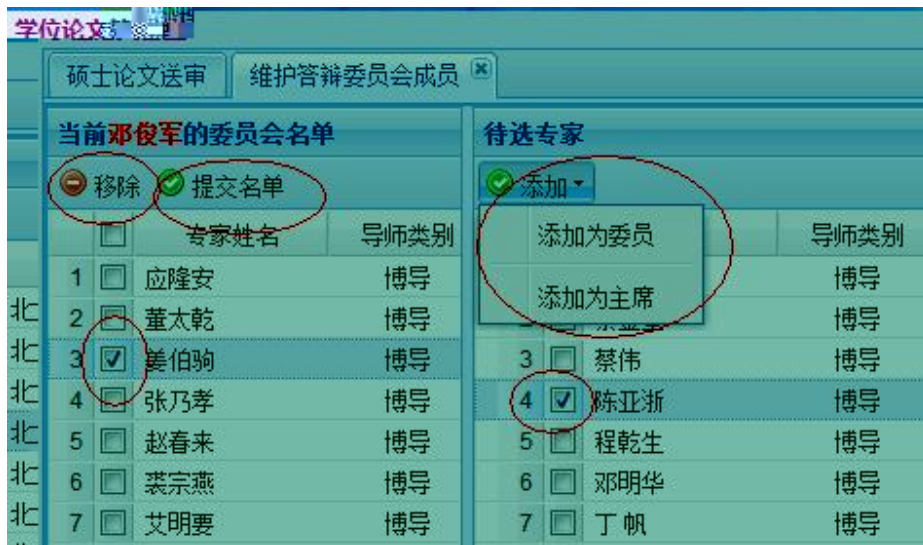 学位论文
硕士论文送审
维护答辩委员会成员
当前邓俊军的委员会名单
移除
提交名单
专家姓名 导师类别
1 应隆安 博导
2 董太乾 博导
3 姜伯驹 博导
4 张乃孝 博导
5 赵春来 博导
6 裘宗燕 博导
7 艾明要 博导
待选专家
添加
添加为委员
添加为主席
导师类别
博导
博导
3 蔡伟 博导
4 陈亚浙 博导
5 程乾生 博导
6 邓明华 博导
7 丁帆 博导
北
北
北
北
北
北